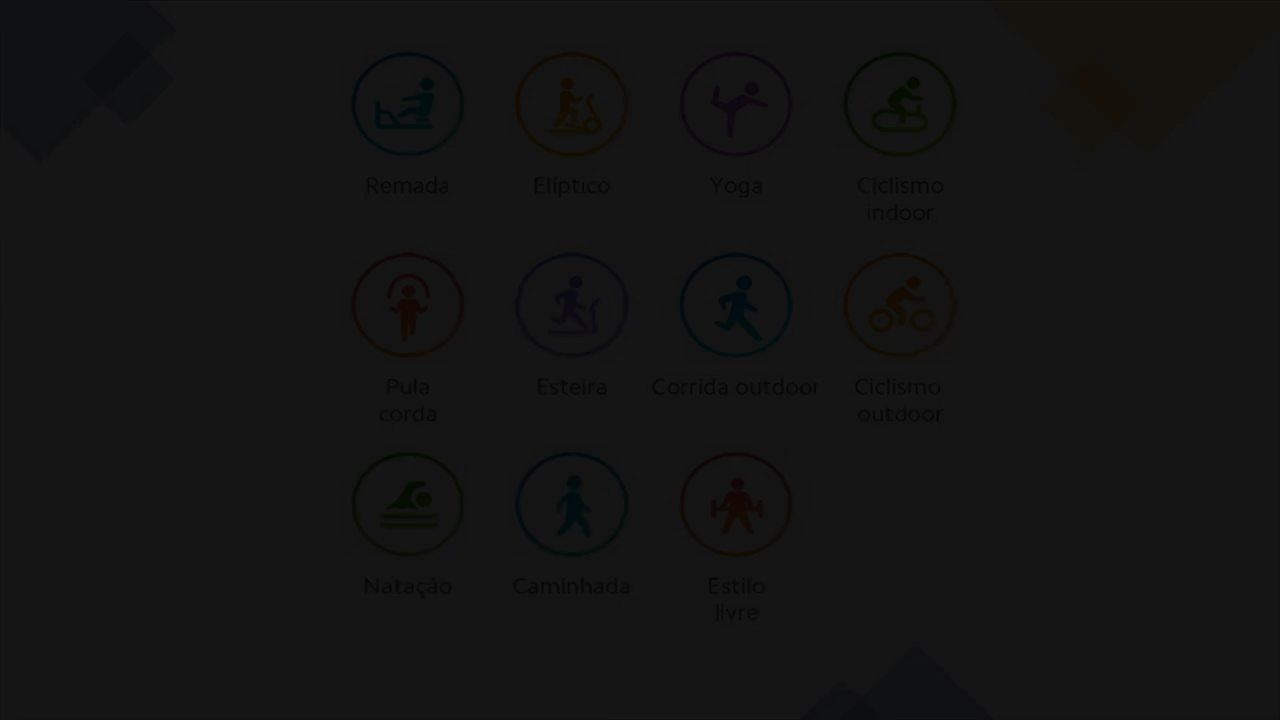 Remada
Elíptico
Yoga
Ciclismo
indoor
Pula
corda
Esteira
Corrida outdoor
Ciclismo
outdoor
Natação
Caminhada
Estilo
livre